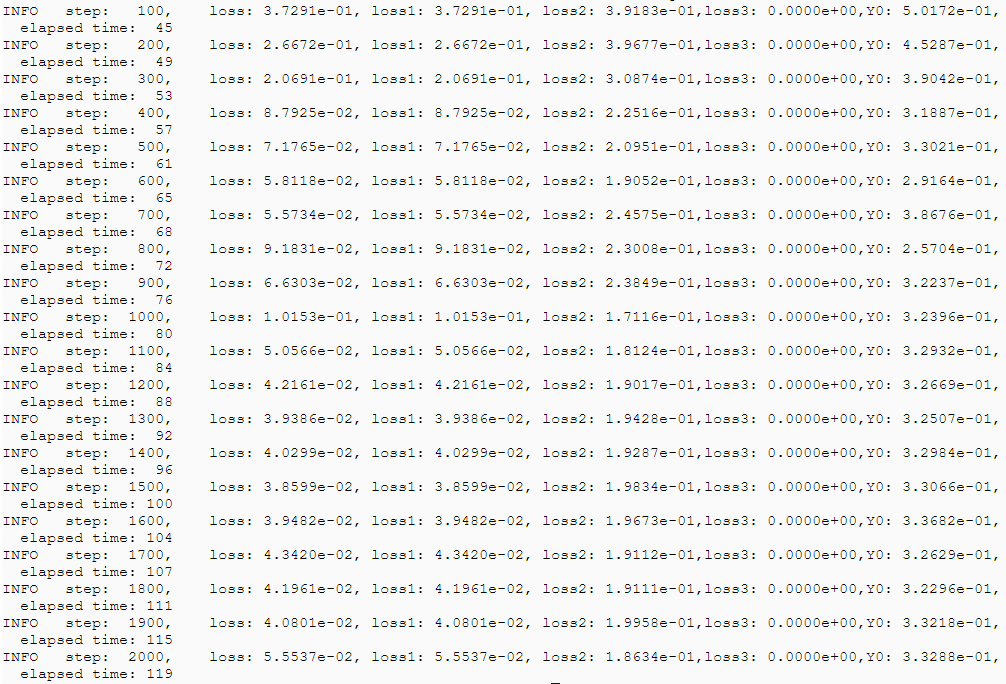 INFO   step:   100,    loss: 3.7291e-01, loss1: 3.7291e-01, loss2: 3.9183e-01,loss3: 0.0000e+00,Y0: 5.0172e-01,
  elapsed time:  45
INFO   step:   200,    loss: 2.6672e-01, loss1: 2.6672e-01, loss2: 3.9677e-01,loss3: 0.0000e+00,Y0: 4.5287e-01,
  elapsed time:  49
INFO   step:   300,    loss: 2.0691e-01, loss1: 2.0691e-01, loss2: 3.0874e-01,loss3: 0.0000e+00,Y0: 3.9042e-01,
  elapsed time:  53
INFO   step:   400,    loss: 8.7925e-02, loss1: 8.7925e-02, loss2: 2.2516e-01,loss3: 0.0000e+00,Y0: 3.1887e-01,
  elapsed time:  57
INFO   step:   500,    loss: 7.1765e-02, loss1: 7.1765e-02, loss2: 2.0951e-01,loss3: 0.0000e+00,Y0: 3.3021e-01,
  elapsed time:  61
INFO   step:   600,    loss: 5.8118e-02, loss1: 5.8118e-02, loss2: 1.9052e-01,loss3: 0.0000e+00,Y0: 2.9164e-01,
  elapsed time:  65
INFO   step:   700,    loss: 5.5734e-02, loss1: 5.5734e-02, loss2: 2.4575e-01,loss3: 0.0000e+00,Y0: 3.8676e-01,
  elapsed time:  68
INFO   step:   800,    loss: 9.1831e-02, loss1: 9.1831e-02, loss2: 2.3008e-01,loss3: 0.0000e+00,Y0: 2.5704e-01,
  elapsed time:  72
INFO   step:   900,    loss: 6.6303e-02, loss1: 6.6303e-02, loss2: 2.3849e-01,loss3: 0.0000e+00,Y0: 3.2237e-01,
  elapsed time:  76
INFO   step:  1000,    loss: 1.0153e-01, loss1: 1.0153e-01, loss2: 1.7116e-01,loss3: 0.0000e+00,Y0: 3.2396e-01,
  elapsed time:  80
INFO   step:  1100,    loss: 5.0566e-02, loss1: 5.0566e-02, loss2: 1.8124e-01,loss3: 0.0000e+00,Y0: 3.2932e-01,
  elapsed time:  84
INFO   step:  1200,    loss: 4.2161e-02, loss1: 4.2161e-02, loss2: 1.9017e-01,loss3: 0.0000e+00,Y0: 3.2669e-01,
  elapsed time:  88
INFO   step:  1300,    loss: 3.9386e-02, loss1: 3.9386e-02, loss2: 1.9428e-01,loss3: 0.0000e+00,Y0: 3.2507e-01,
  elapsed time:  92
INFO   step:  1400,    loss: 4.0299e-02, loss1: 4.0299e-02, loss2: 1.9287e-01,loss3: 0.0000e+00,Y0: 3.2984e-01,
  elapsed time:  96
INFO   step:  1500,    loss: 3.8599e-02, loss1: 3.8599e-02, loss2: 1.9834e-01,loss3: 0.0000e+00,Y0: 3.3066e-01,
  elapsed time: 100
INFO   step:  1600,    loss: 3.9482e-02, loss1: 3.9482e-02, loss2: 1.9673e-01,loss3: 0.0000e+00,Y0: 3.3682e-01,
  elapsed time: 104
INFO   step:  1700,    loss: 4.3420e-02, loss1: 4.3420e-02, loss2: 1.9112e-01,loss3: 0.0000e+00,Y0: 3.2629e-01,
  elapsed time: 107
INFO   step:  1800,    loss: 4.1961e-02, loss1: 4.1961e-02, loss2: 1.9111e-01,loss3: 0.0000e+00,Y0: 3.2296e-01,
  elapsed time: 111
INFO   step:  1900,    loss: 4.0801e-02, loss1: 4.0801e-02, loss2: 1.9958e-01,loss3: 0.0000e+00,Y0: 3.3218e-01,
  elapsed time: 115
INFO   step:  2000,    loss: 5.5537e-02, loss1: 5.5537e-02, loss2: 1.8634e-01,loss3: 0.0000e+00,Y0: 3.3288e-01,
  elapsed time: 119